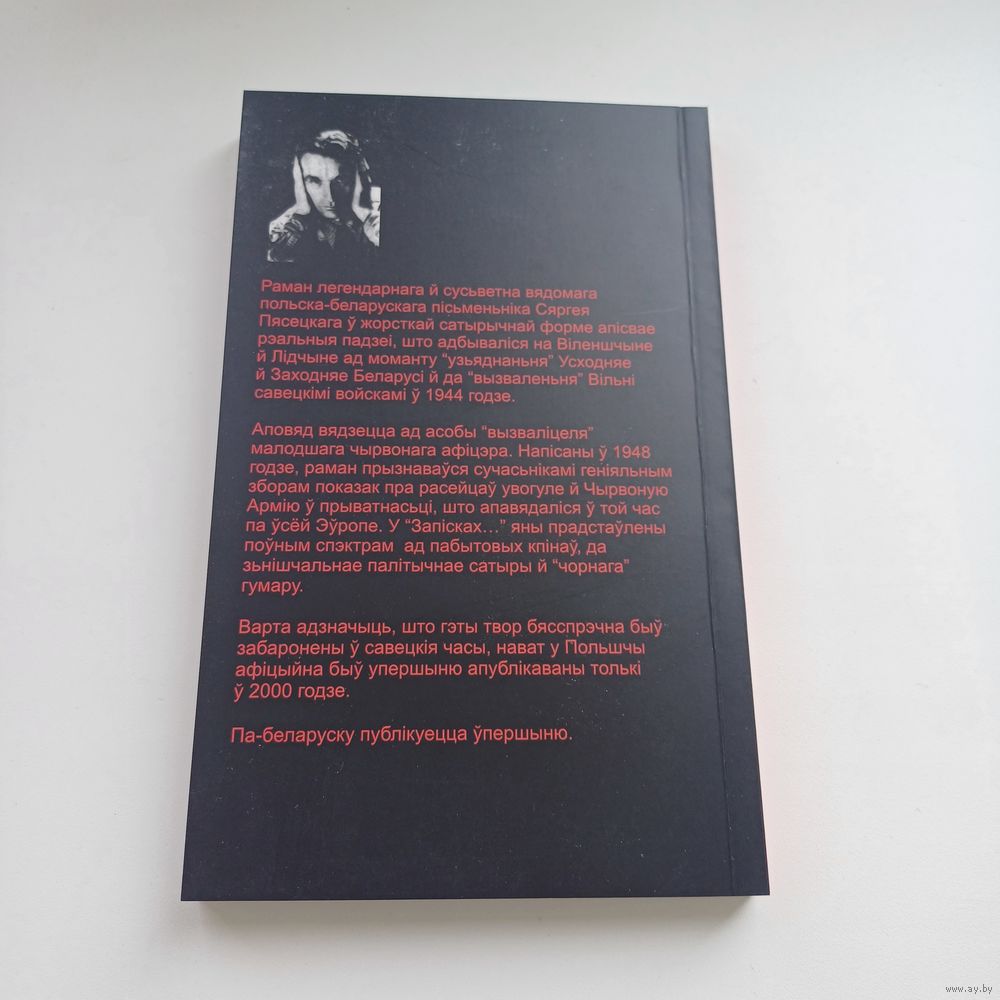 Раман легендарнага й сусьветна вядомага
польска-беларускага пісьменьніка Сяргея
Пясецкага ў жорсткай сатырычнай форме апісвае
рэальныя падзеі, што адбываліся на Віленшчыне
й Лідчыне ад моманту “узьяднаньня” Усходняе
й Заходняе Беларусі й да “вызваленьня” Вільні
савецкімі войскамі ў 1944 годзе.
Аповяд вядзецца ад асобы “вызваліцеля”
малодшага чырвонага афіцэра. Напісаны ў 1948
годзе, раман прызнаваўся сучасьнікамі геніяльным
зборам показак пра расейцаў увогуле й Чырвоную
Армію ў прыватнасьці, што апавядаліся ў той час
па ўсёй Эўропе. У “Запісках...” яны прадстаўлены
поўным спэктрам ад пабытовых кпінаў, да
зьнішчальнае палітычнае сатыры й “чорнага”
гумару.
Варта адзначыць, што гэты твор бясспрэчна быў
забаронены ў савецкія часы, нават у Польшчы
афіцыйна быў упершыню апублікаваны толькі
ў 2000 годзе.
Па-беларуску публікуецца ўпершыню.
www.ay.by